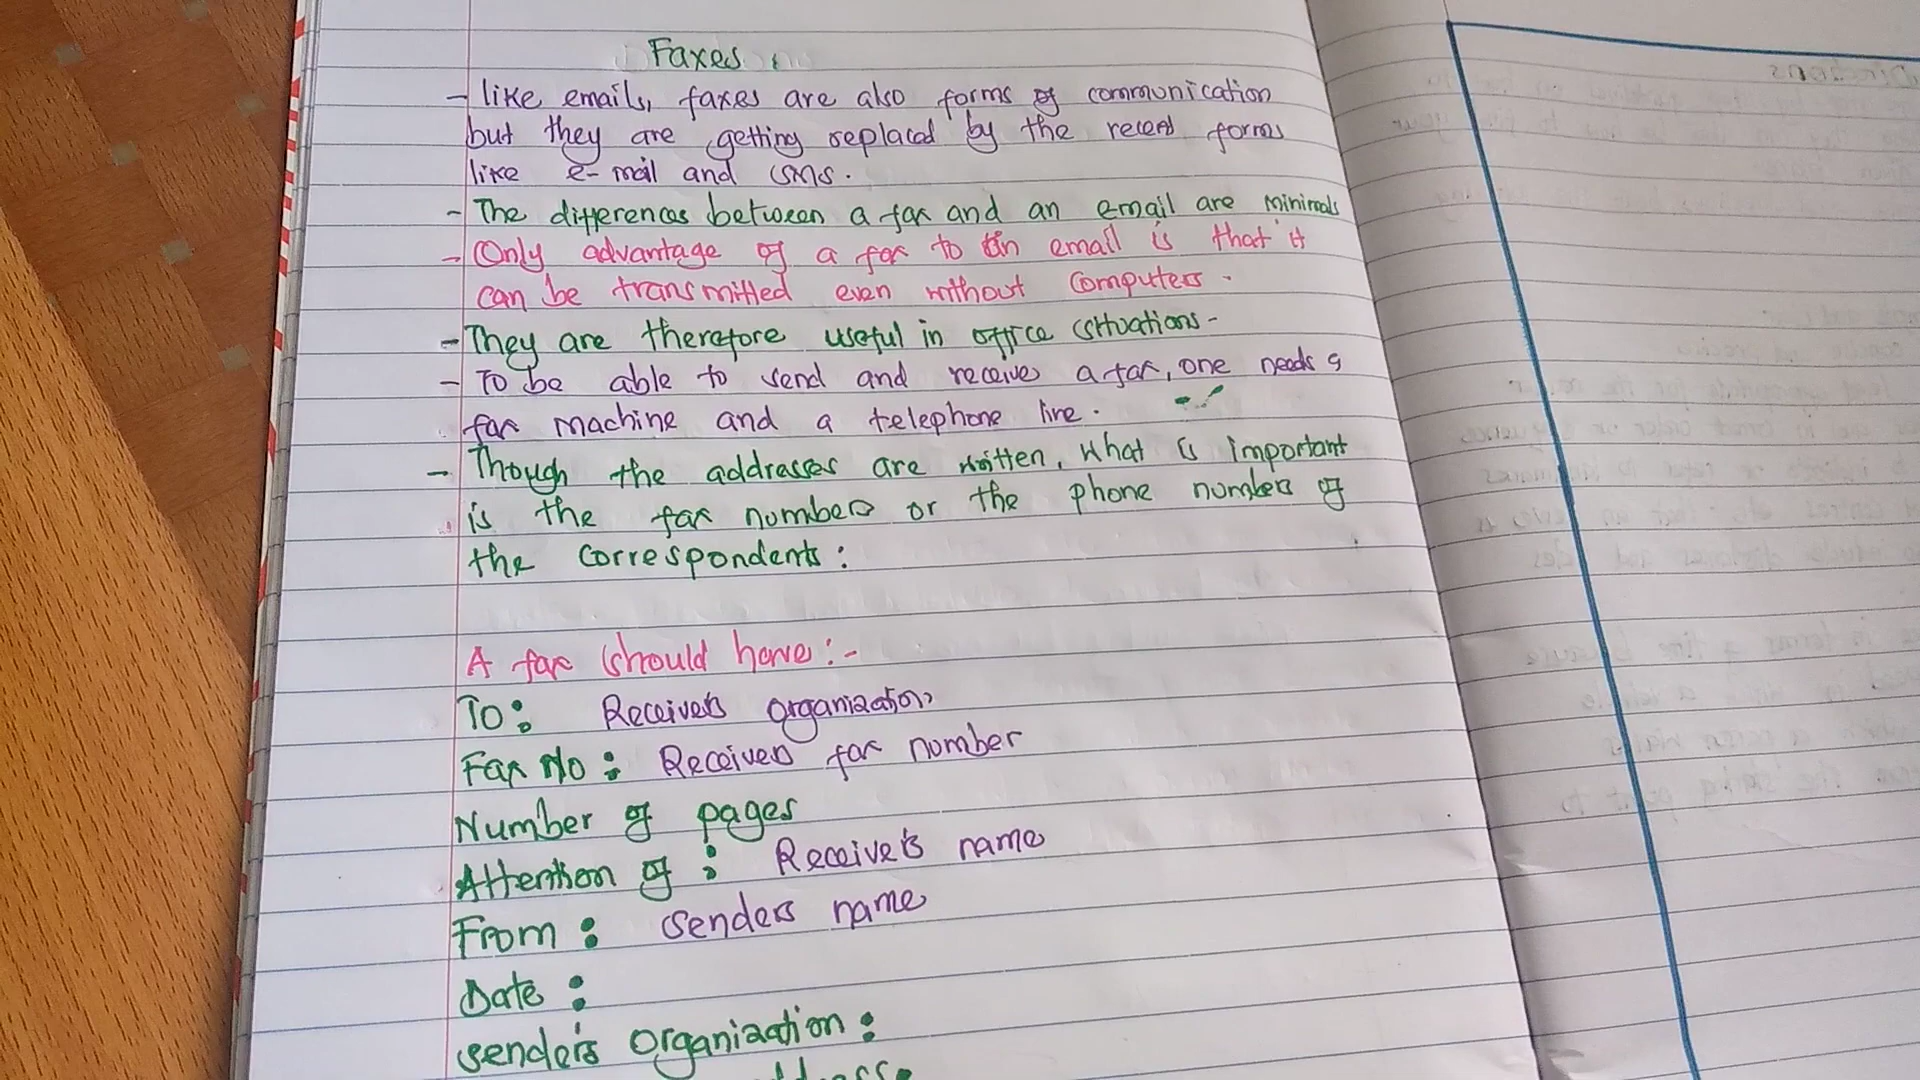 Faxes
- like emails, faxes are also forms of communication
but they are getting replaced by the recent forms
like e-mail and SMS.
- The differences between a fax and an email are minimal
- Only advantage of a fax to an email is that it
can be transmitted even without computers.
- They are therefore useful in office situations-
- To be able to send and receive a fax, one needs a
fax machine and a telephone line.
- Though the addresses are written, what is important
is the fax numbers or the phone numbers of
the correspondents:
A fax should have:-
To: Receiver's organization
Fax No: Receivers fax number
Number of pages
Attention of: Receiver's name
From: Senders name
Date:
sender's organization: